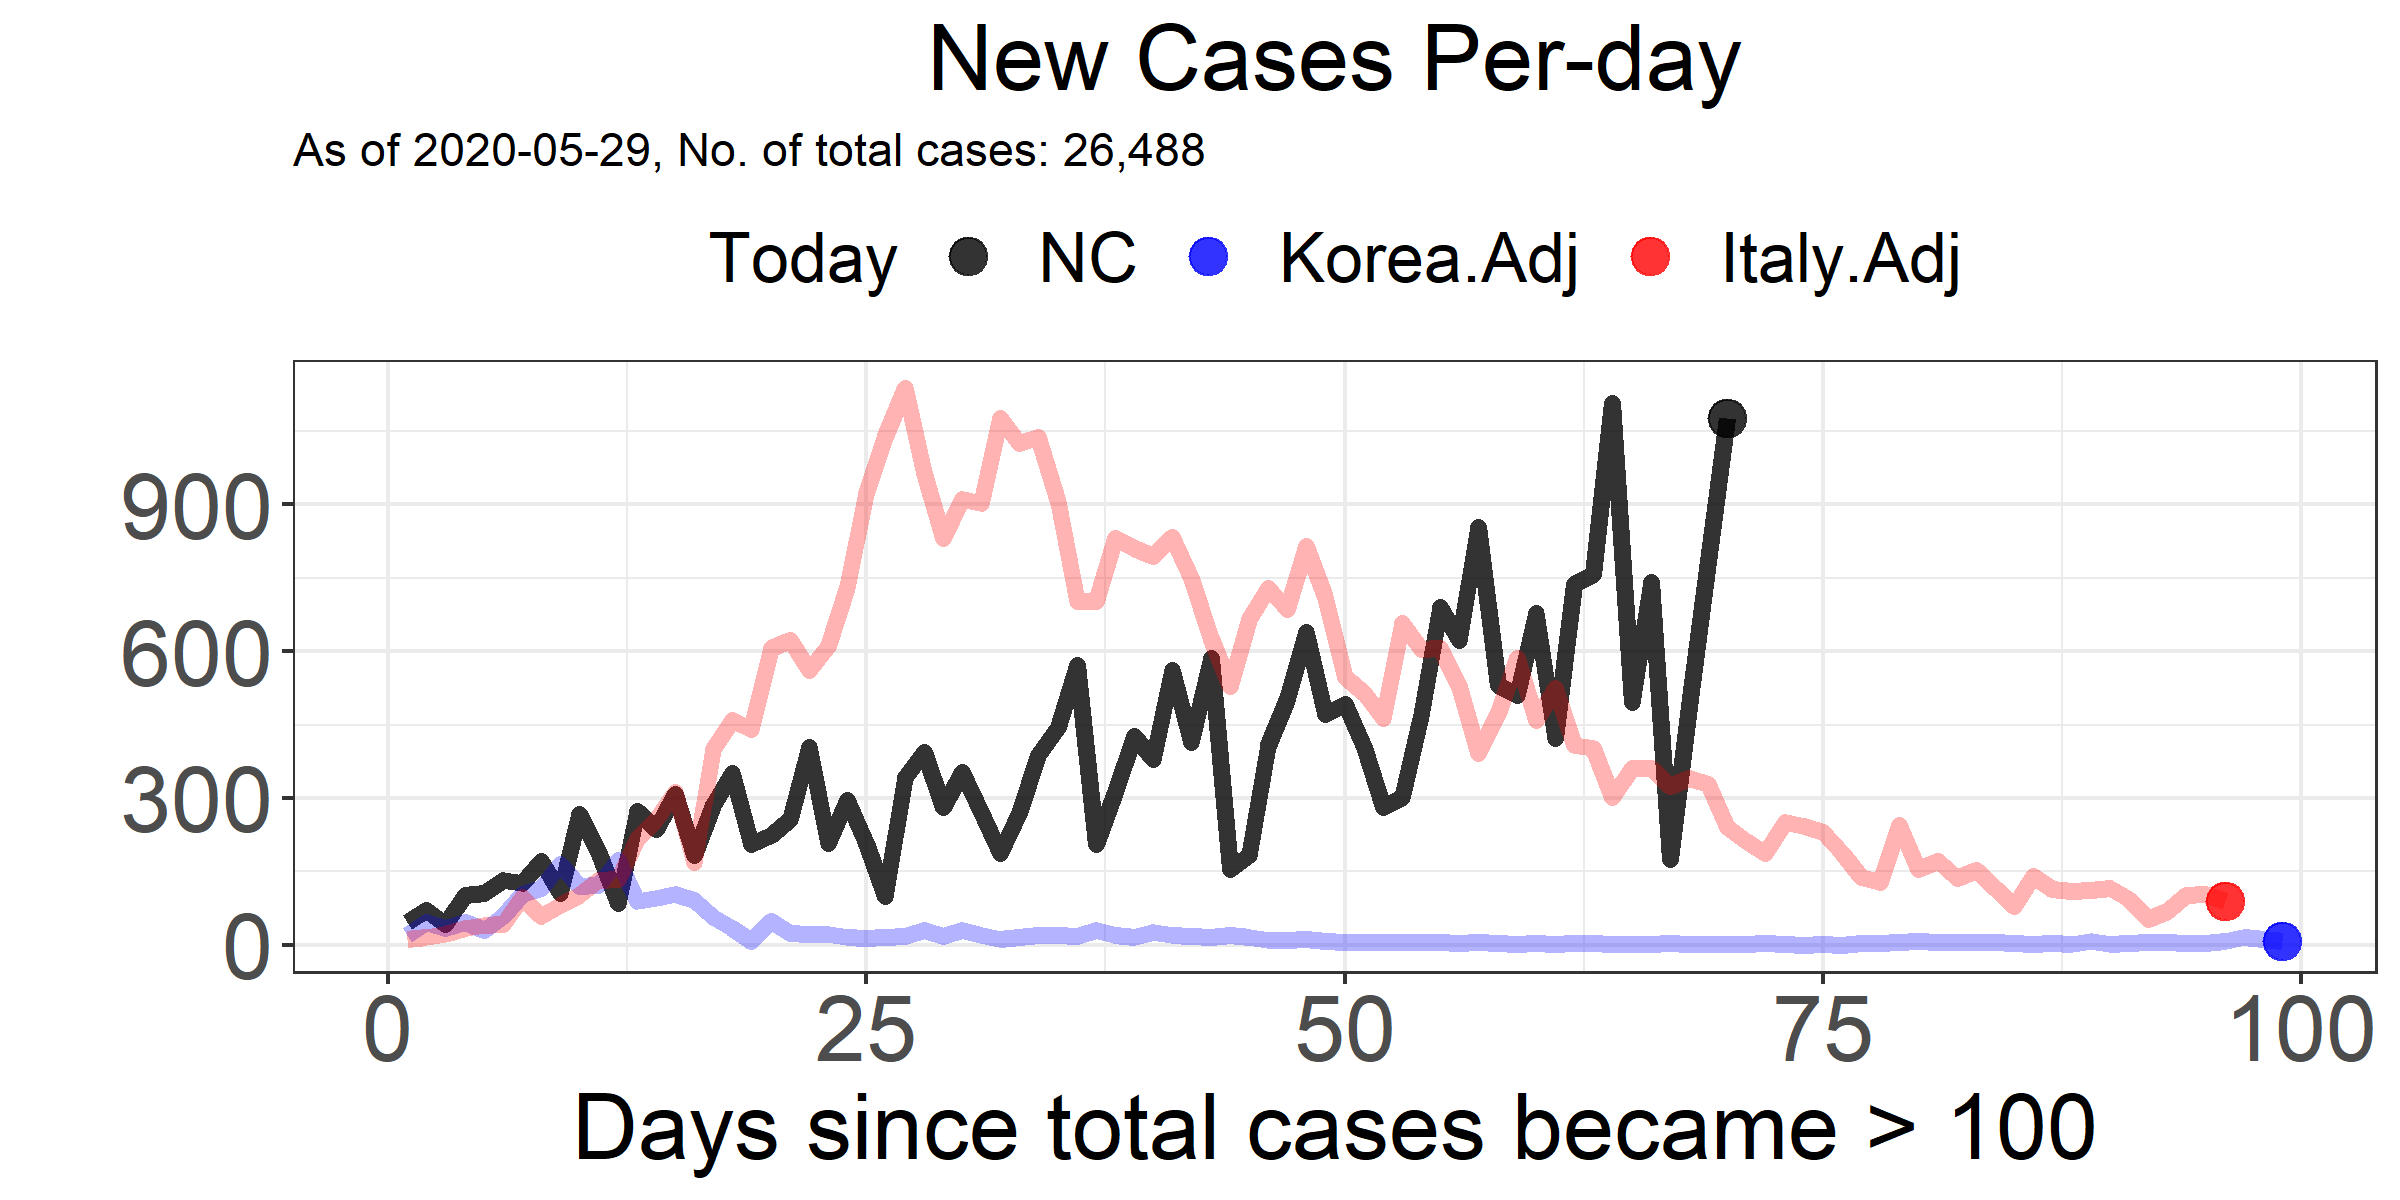 New Cases Per-day
As of 2020-05-29, No. of total cases: 26,488
Today NC Korea.Adj Italy.Adj
900
600
300
0
0 25 50 75 100
Days since total cases became > 100